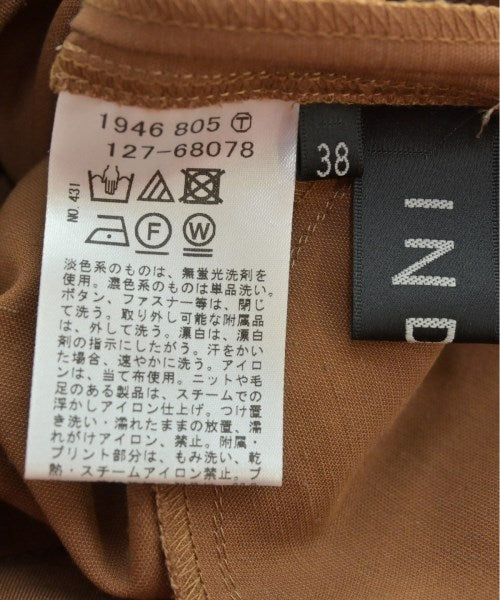 1946 805 Ⓣ
127-68078
NO.431
F
W
淡色系のものは、無蛍光洗剤を
使用。濃色系のものは単品洗い。
ボタン、ファスナー等は、閉じ
て洗う。取り外し可能な附属品
は、外して洗う。漂白は、漂白
剤の指示にしたがう。汗をかい
た場合、速やかに洗う。アイロ
ンは、当て布使用。ニットや毛
足のある製品は、スチームでの
浮かしアイロン仕上げ。つけ置
き洗い・濡れたままの放置、濡
れがけアイロン、禁止。附属・
プリント部分は、もみ洗い、乾
熱・スチームアイロン禁止。プ
38
IND